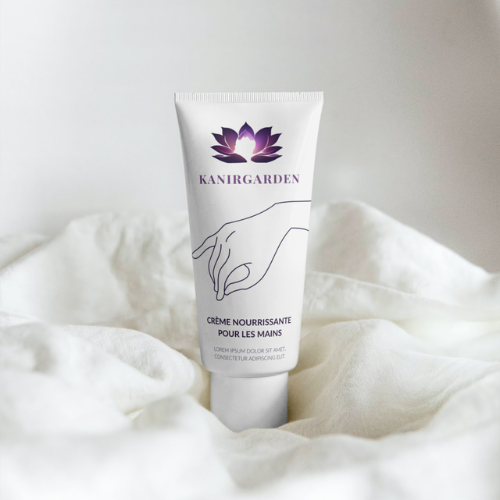 KANIRGARDEN
CRÈME NOURRISSANTE
POUR LES MAINS
LOREM IPSUM DOLOR SIT AMET,
CONSECTETUR ADIPISCING ELIT.